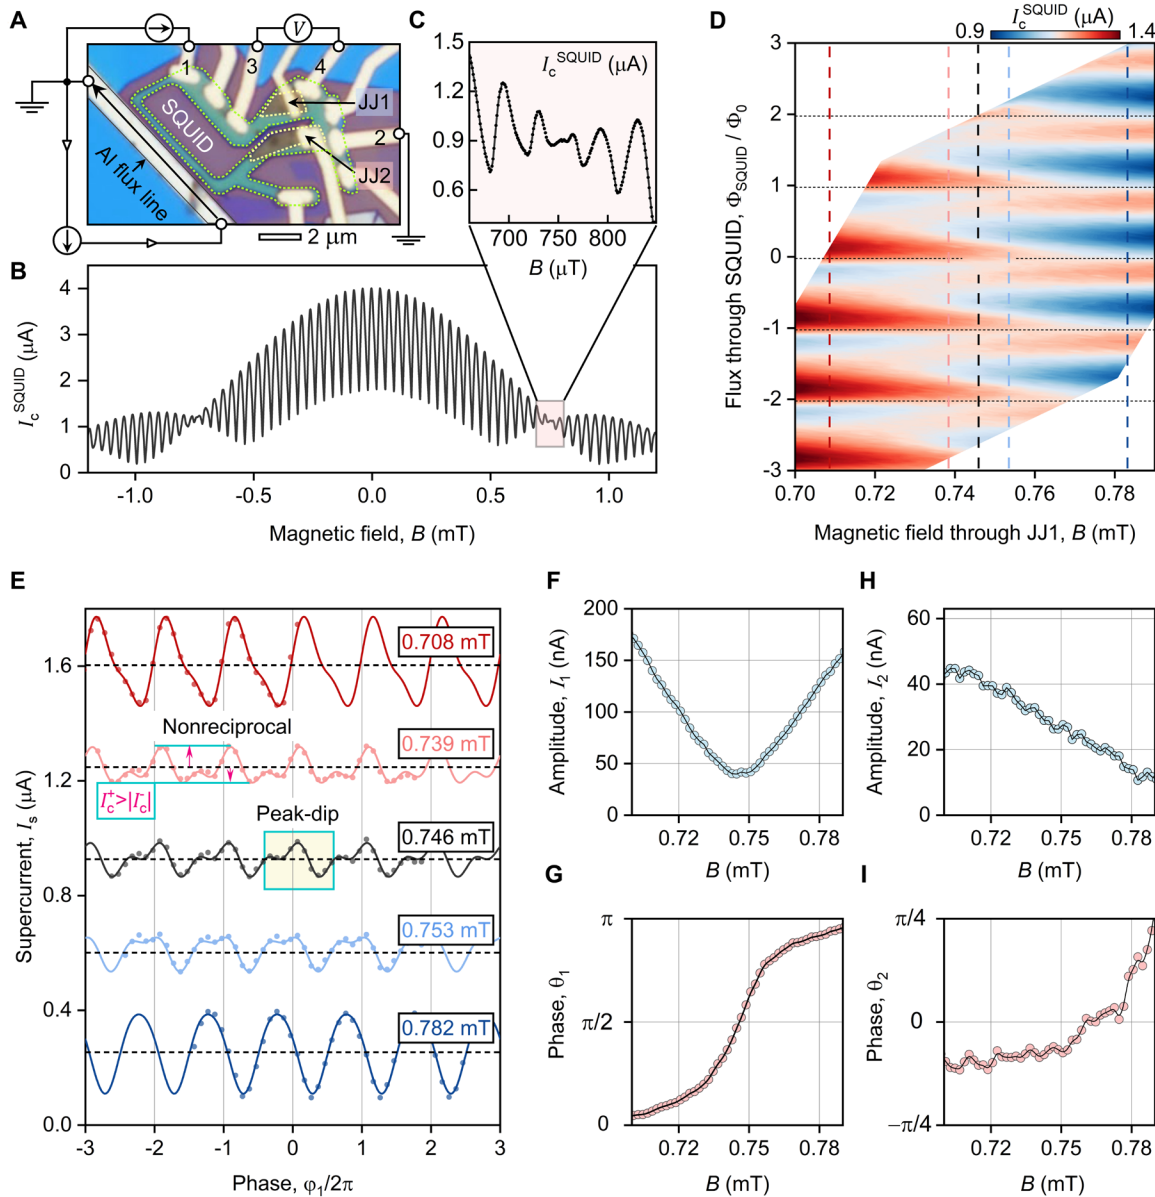 A
V
1
3
4
JJ1
SQUID
2
JJ2
Al flux line
2 μm
C
1.5
I_c^SQUID (μA)
1.2
0.9
0.6
700
750
800
B (μT)
B
4
3
2
1
0
I_c^SQUID (μA)
-1.0
-0.5
0.0
0.5
1.0
Magnetic field, B (mT)
D
I_c^SQUID (μA)
0.9
1.4
3
2
1
0
-1
-2
-3
Flux through SQUID, Φ_SQUID / Φ_0
0.70
0.72
0.74
0.76
0.78
Magnetic field through JJ1, B (mT)
E
1.6
1.2
0.8
0.4
0.0
Supercurrent, I_s (μA)
0.708 mT
Nonreciprocal
0.739 mT
I_c^+>|I_c^-|
Peak-dip
0.746 mT
0.753 mT
0.782 mT
-3
-2
-1
0
1
2
3
Phase, φ_1/2π
F
200
150
100
50
0
Amplitude, I_1 (nA)
0.72
0.75
0.78
B (mT)
H
60
40
20
0
Amplitude, I_2 (nA)
0.72
0.75
0.78
B (mT)
G
π
π/2
0
Phase, θ_1
0.72
0.75
0.78
B (mT)
I
π/4
0
−π/4
Phase, θ_2
0.72
0.75
0.78
B (mT)